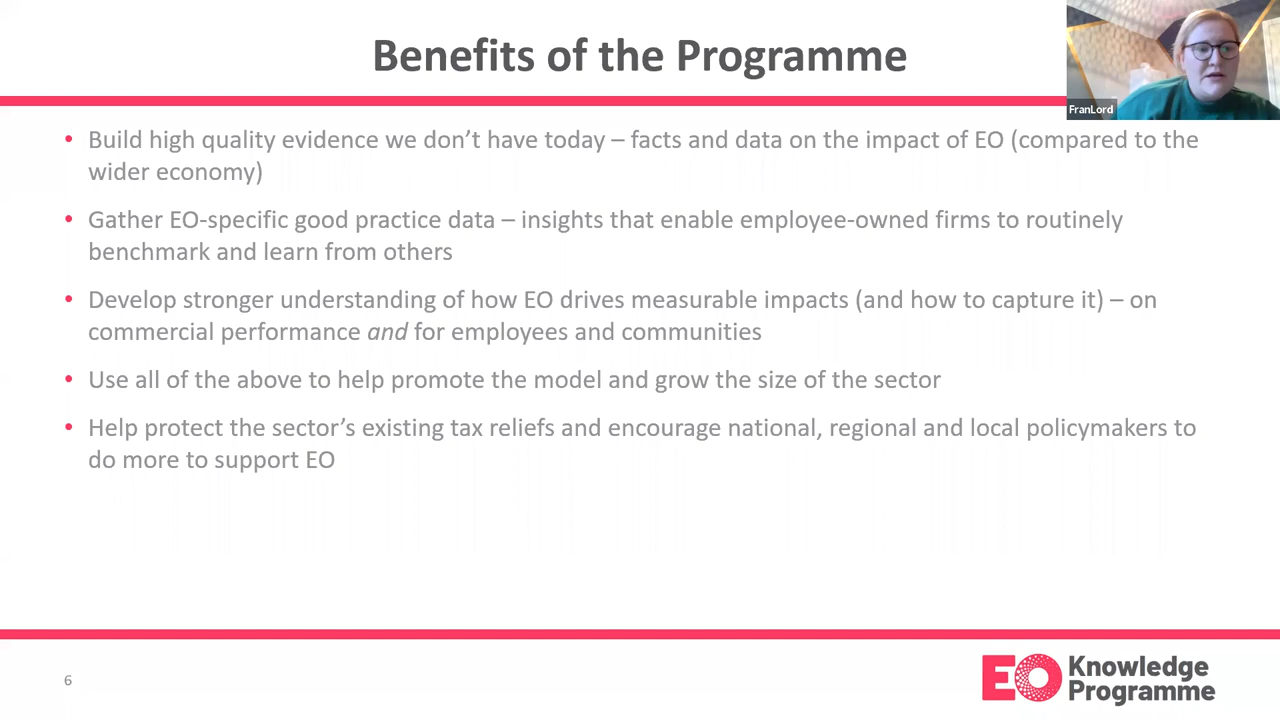 Benefits of the Programme
FranLord
• Build high quality evidence we don’t have today – facts and data on the impact of EO (compared to the
wider economy)
• Gather EO-specific good practice data – insights that enable employee-owned firms to routinely
benchmark and learn from others
• Develop stronger understanding of how EO drives measurable impacts (and how to capture it) – on
commercial performance and for employees and communities
• Use all of the above to help promote the model and grow the size of the sector
• Help protect the sector’s existing tax reliefs and encourage national, regional and local policymakers to
do more to support EO
6
EO Knowledge
Programme